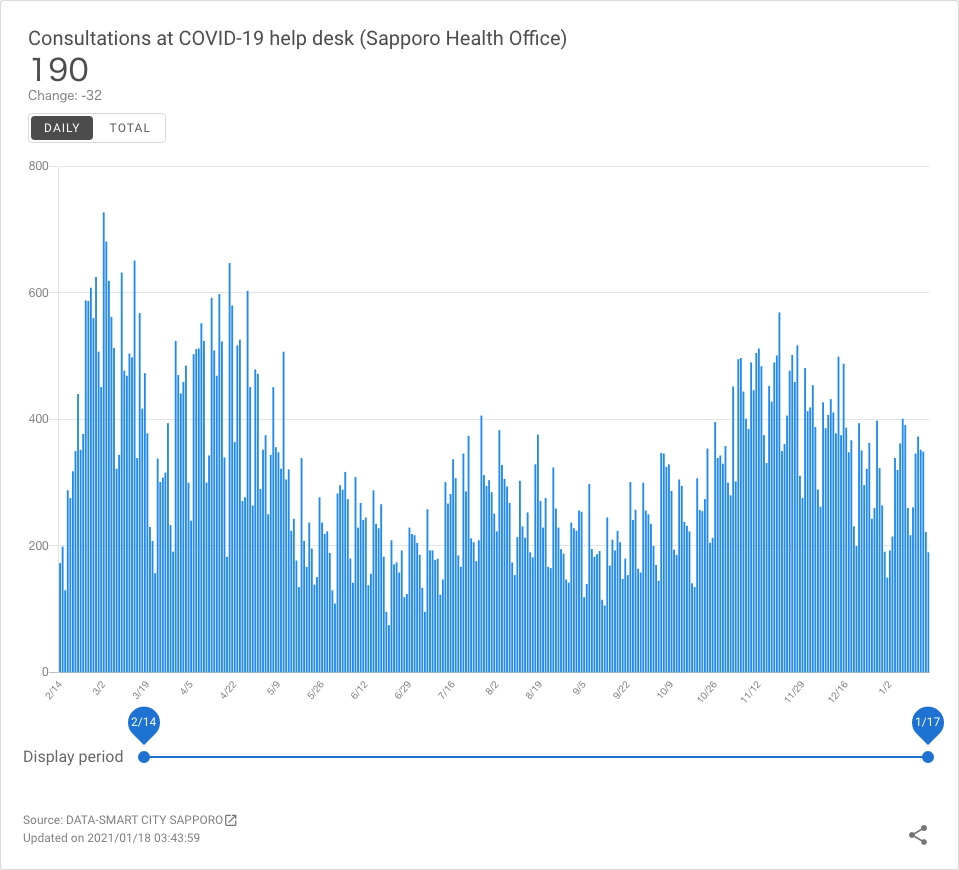 Consultations at COVID-19 help desk (Sapporo Health Office)
190
Change: -32
DAILY TOTAL
800
600
400
200
0
2/14 3/2 3/19 4/5 4/22 5/9 5/26 6/12 6/29 7/16 8/2 8/19 9/5 9/22 10/9 10/26 11/12 11/29 12/16 1/2
2/14 1/17
Display period
Source: DATA-SMART CITY SAPPORO
Updated on 2021/01/18 03:43:59